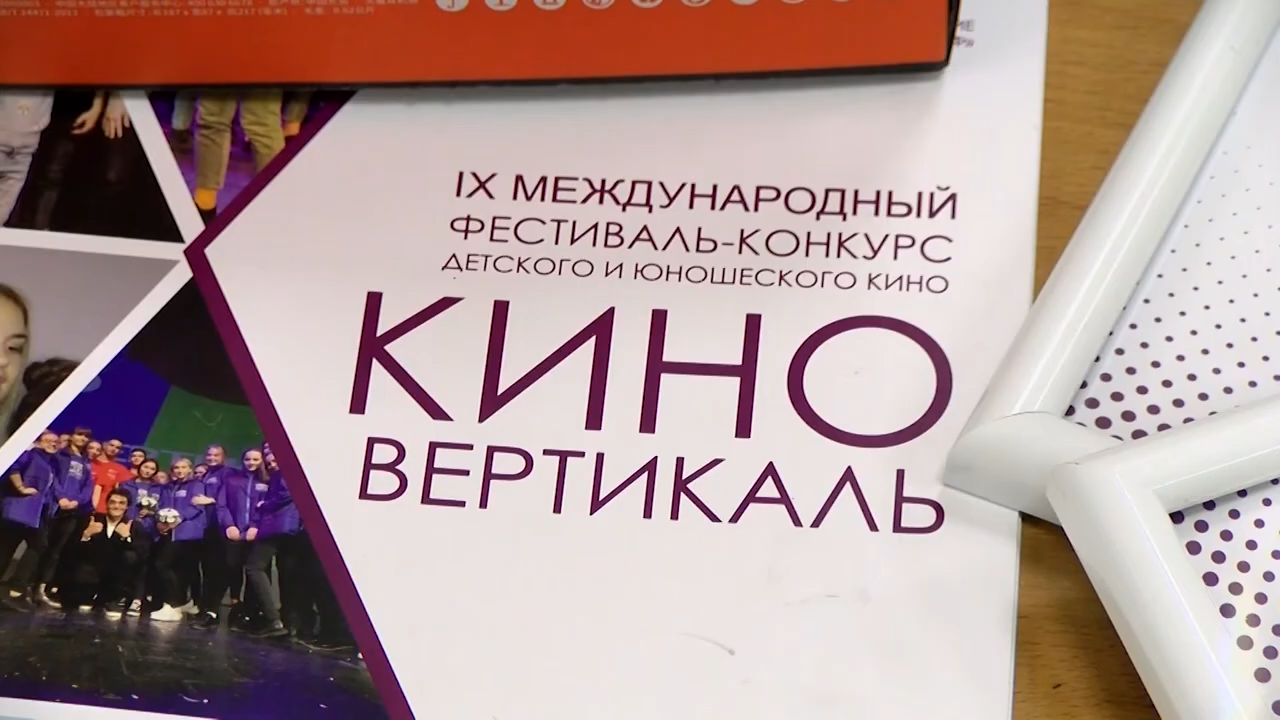 IX МЕЖДУНАРОДНЫЙ
ФЕСТИВАЛЬ-КОНКУРС
ДЕТСКОГО И ЮНОШЕСКОГО КИНО
КИНО
ВЕРТИКАЛЬ